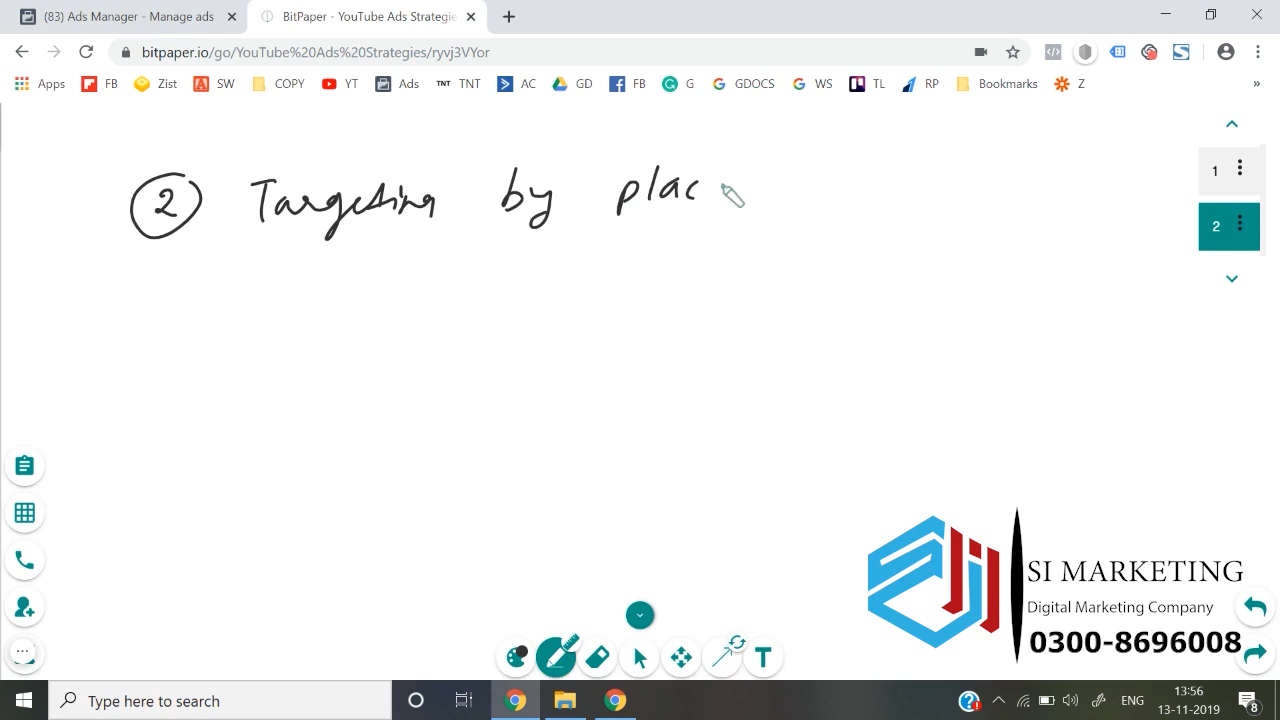 (83) Ads Manager - Manage ads
BitPaper - YouTube Ads Strategie
bitpaper.io/go/YouTube%20Ads%20Strategies/ryvj3VYor
Apps FB Zist SW COPY YT Ads TNT TNT AC GD FB G GDOCS WS TL RP Bookmarks Z »
2 Targeting by plac
1
2
SI MARKETING
Digital Marketing Company
0300-8696008
T
Type here to search
ENG
13:56
13-11-2019
8